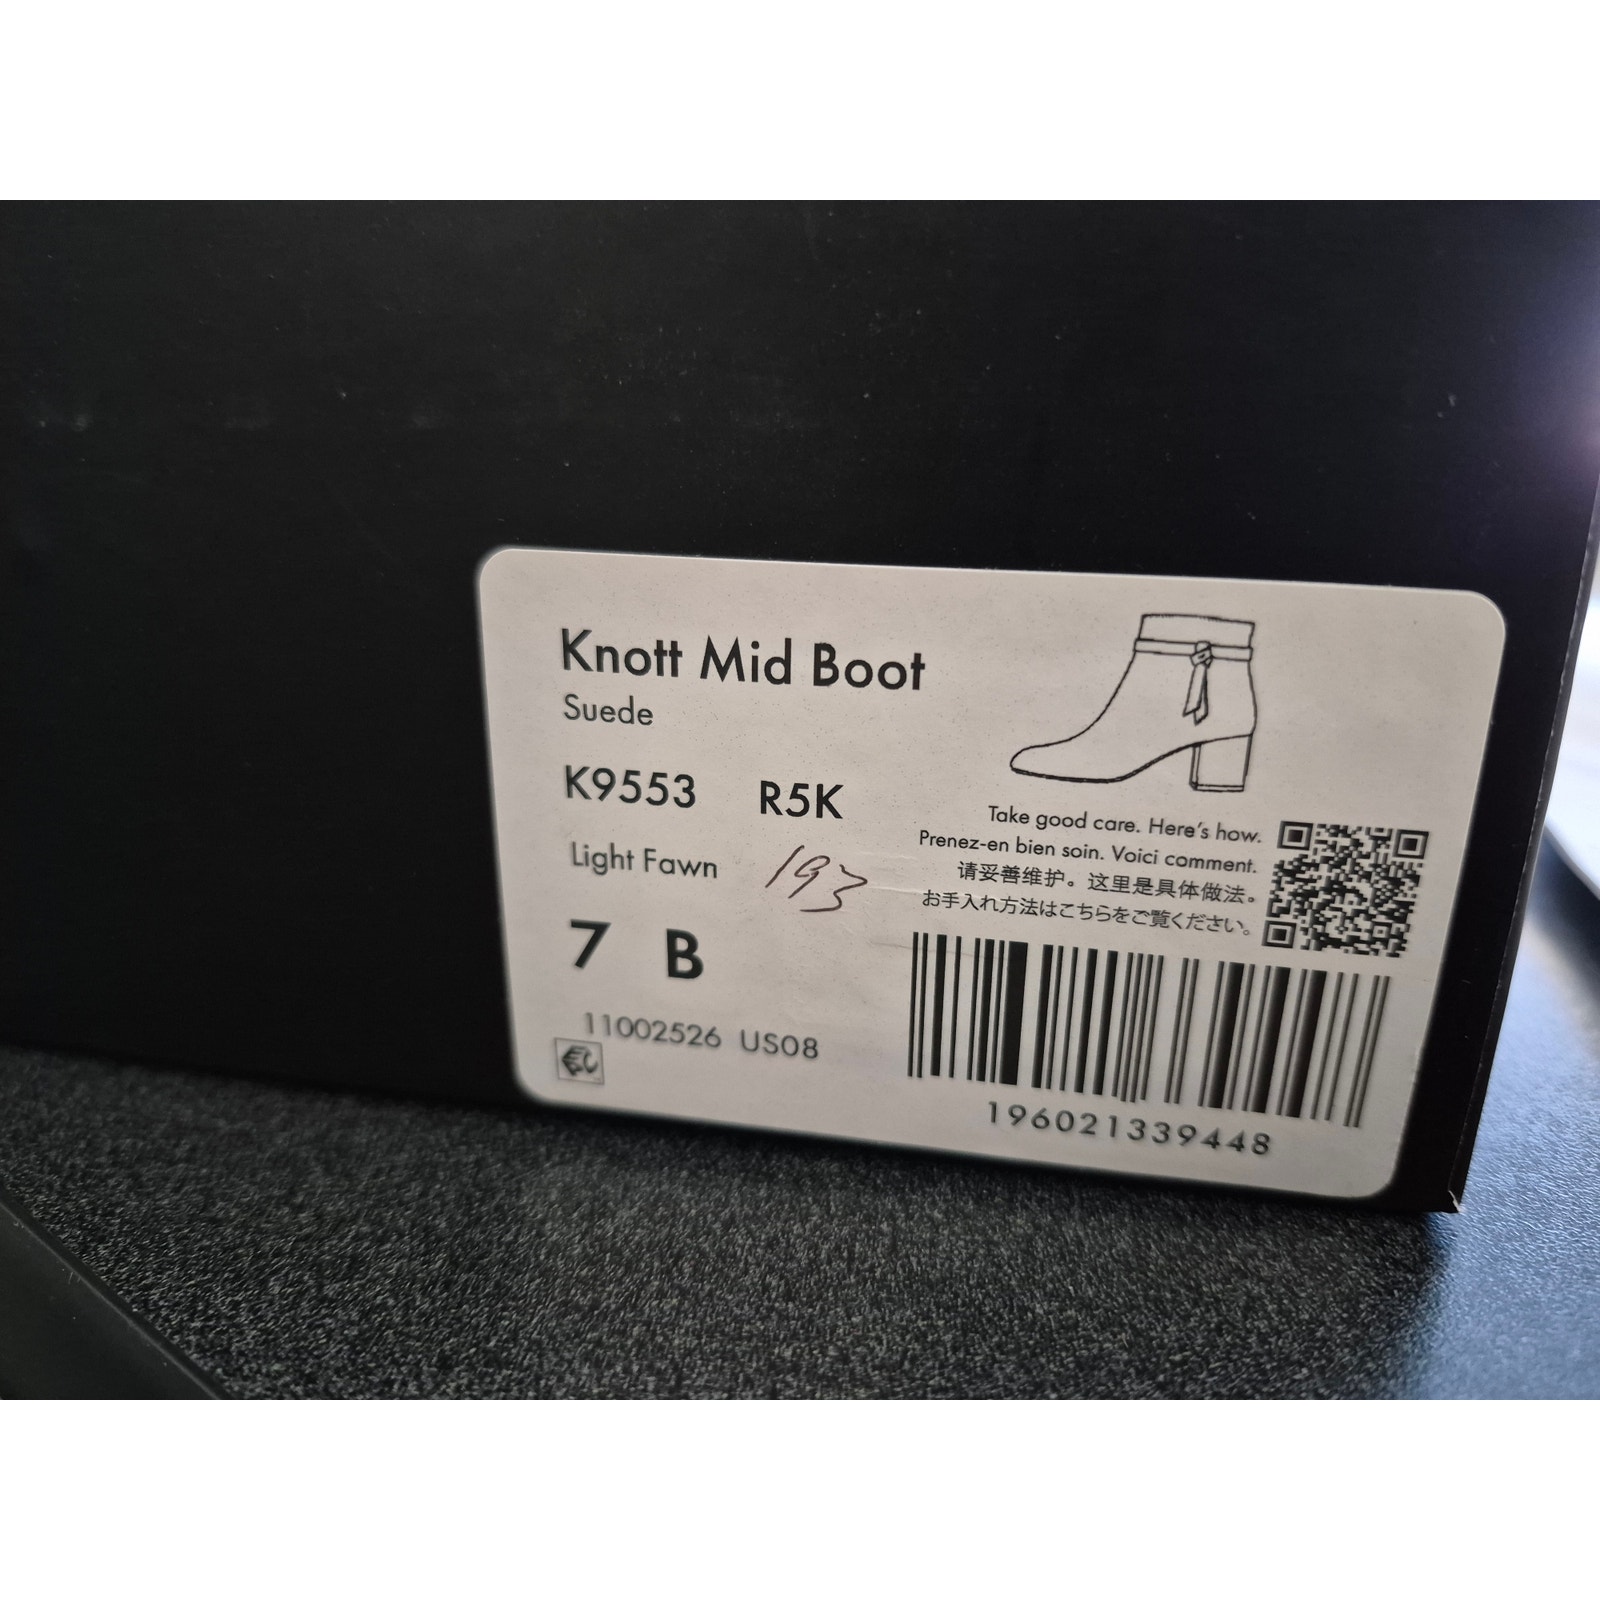 Knott Mid Boot
Suede
K9553 R5K
Light Fawn 193
7 B
11002526 US08
EC
Take good care. Here's how.
Prenez-en bien soin. Voici comment.
请妥善维护。这里是具体做法。
お手入れ方法はこちらをご覧ください。
196021339448